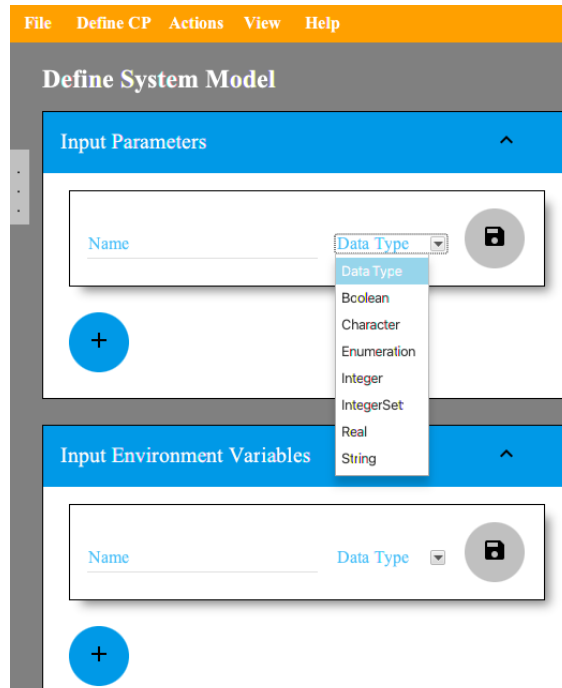 File Define CP Actions View Help
Define System Model
Input Parameters
Name Data Type
Data Type
Boolean
Character
Enumeration
Integer
IntegerSet
Real
String
Input Environment Variables
Name Data Type